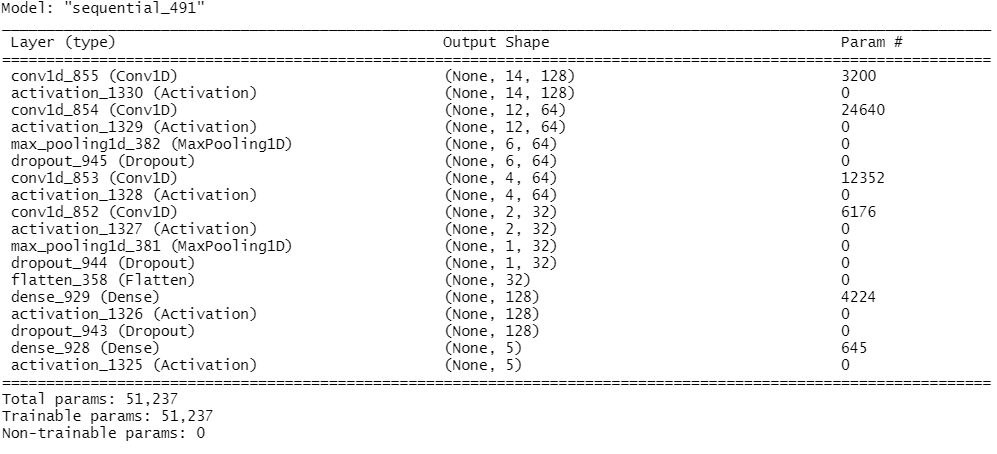 Model: "sequential_491"
Layer (type) Output Shape Param #
conv1d_855 (Conv1D) (None, 14, 128) 3200
activation_1330 (Activation) (None, 14, 128) 0
conv1d_854 (Conv1D) (None, 12, 64) 24640
activation_1329 (Activation) (None, 12, 64) 0
max_pooling1d_382 (MaxPooling1D) (None, 6, 64) 0
dropout_945 (Dropout) (None, 6, 64) 0
conv1d_853 (Conv1D) (None, 4, 64) 12352
activation_1328 (Activation) (None, 4, 64) 0
conv1d_852 (Conv1D) (None, 2, 32) 6176
activation_1327 (Activation) (None, 2, 32) 0
max_pooling1d_381 (MaxPooling1D) (None, 1, 32) 0
dropout_944 (Dropout) (None, 1, 32) 0
flatten_358 (Flatten) (None, 32) 0
dense_929 (Dense) (None, 128) 4224
activation_1326 (Activation) (None, 128) 0
dropout_943 (Dropout) (None, 128) 0
dense_928 (Dense) (None, 5) 645
activation_1325 (Activation) (None, 5) 0
Total params: 51,237
Trainable params: 51,237
Non-trainable params: 0